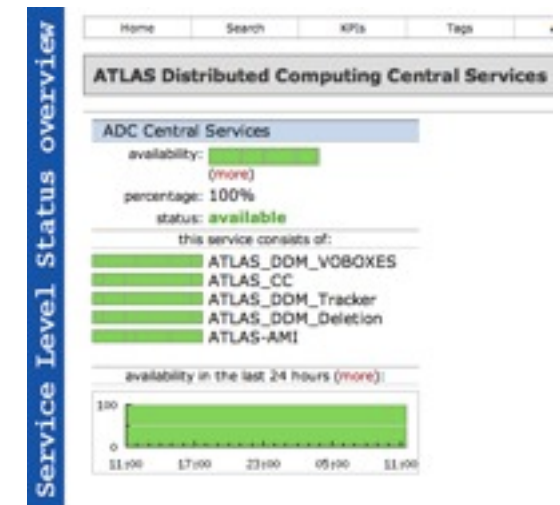 Service Level Status overview
Home Search KPIs Tags
ATLAS Distributed Computing Central Services
ADC Central Services
availability:
(more)
percentage: 100%
status: available
this service consists of:
ATLAS_DDM_VOBOXES
ATLAS_CC
ATLAS_DDM_Tracker
ATLAS_DDM_Deletion
ATLAS-AMI
availability in the last 24 hours (more):
100
0
11:00 17:00 23:00 05:00 11:00